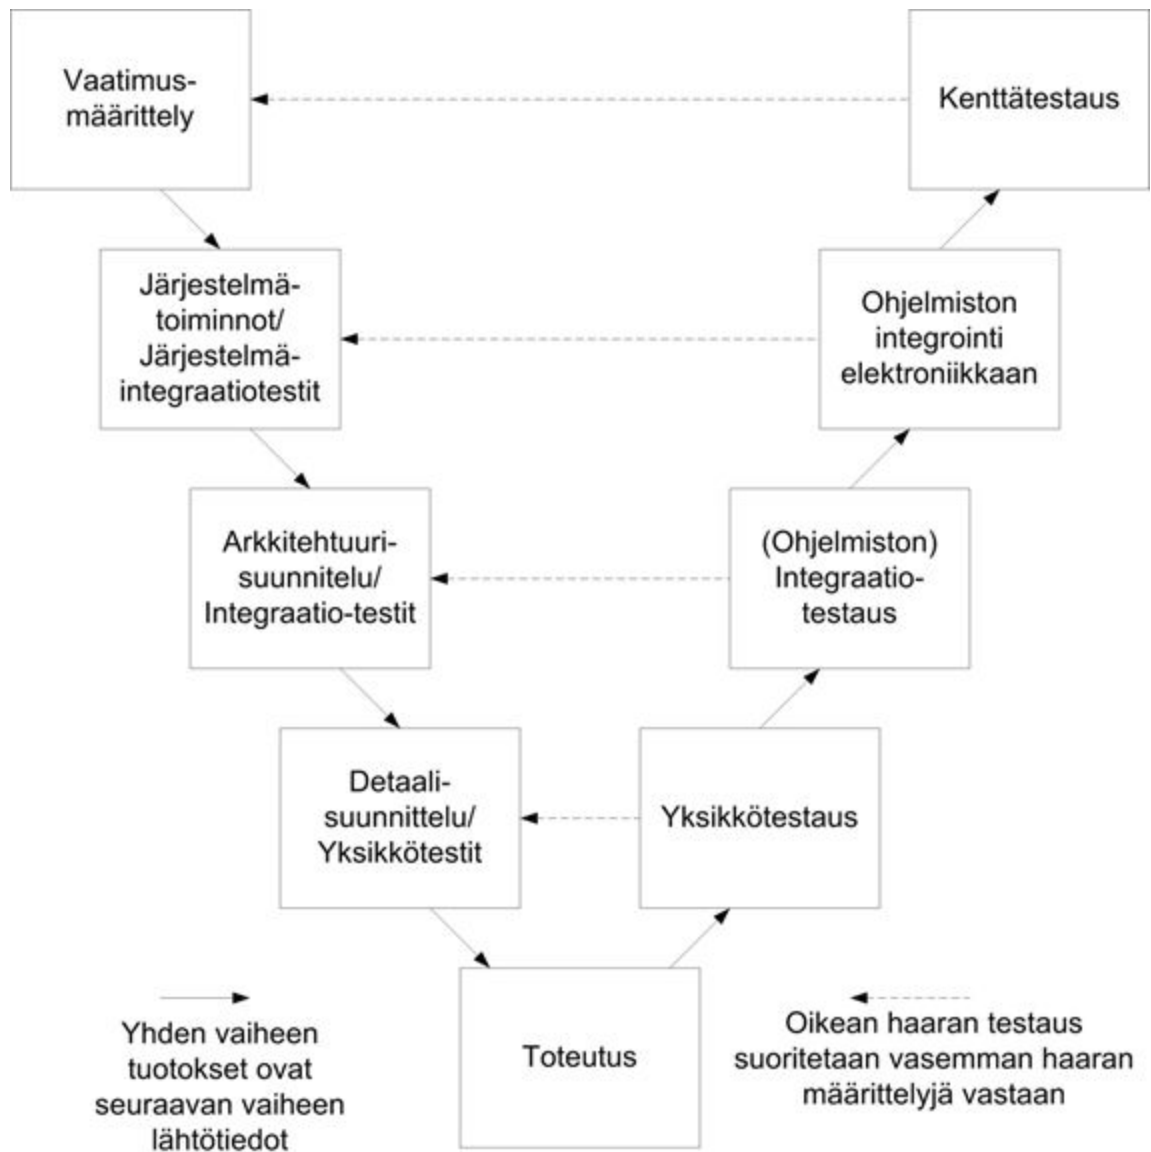 Vaatimus-
määrittely
Kenttätestaus
Järjestelmä-
toiminnot/
Järjestelmä-
integraatiotestit
Ohjelmiston
integrointi
elektroniikkaan
Arkkitehtuuri-
suunnitelu/
Integraatio-testit
(Ohjelmiston)
Integraatio-
testaus
Detaali-
suunnittelu/
Yksikkötestit
Yksikkötestaus
Toteutus
Yhden vaiheen
tuotokset ovat
seuraavan vaiheen
lähtötiedot
Oikean haaran testaus
suoritetaan vasemman haaran
määrittelyjä vastaan